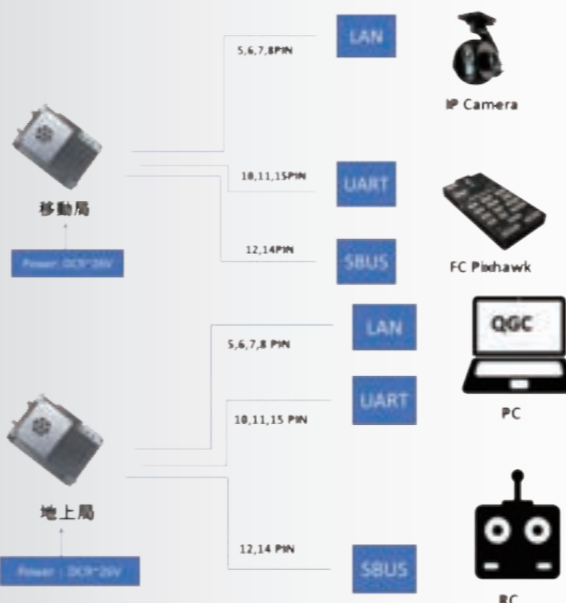 LAN
5,6,7,8PIN
IP Camera
移動局
10,11,15PIN
UART
12,14PIN
SBUS
FC Pixhawk
Power : DC9~26V
5,6,7,8 PIN
LAN
QGC
10,11,15 PIN
UART
PC
地上局
12,14 PIN
SBUS
Power : DC9~26V
RC